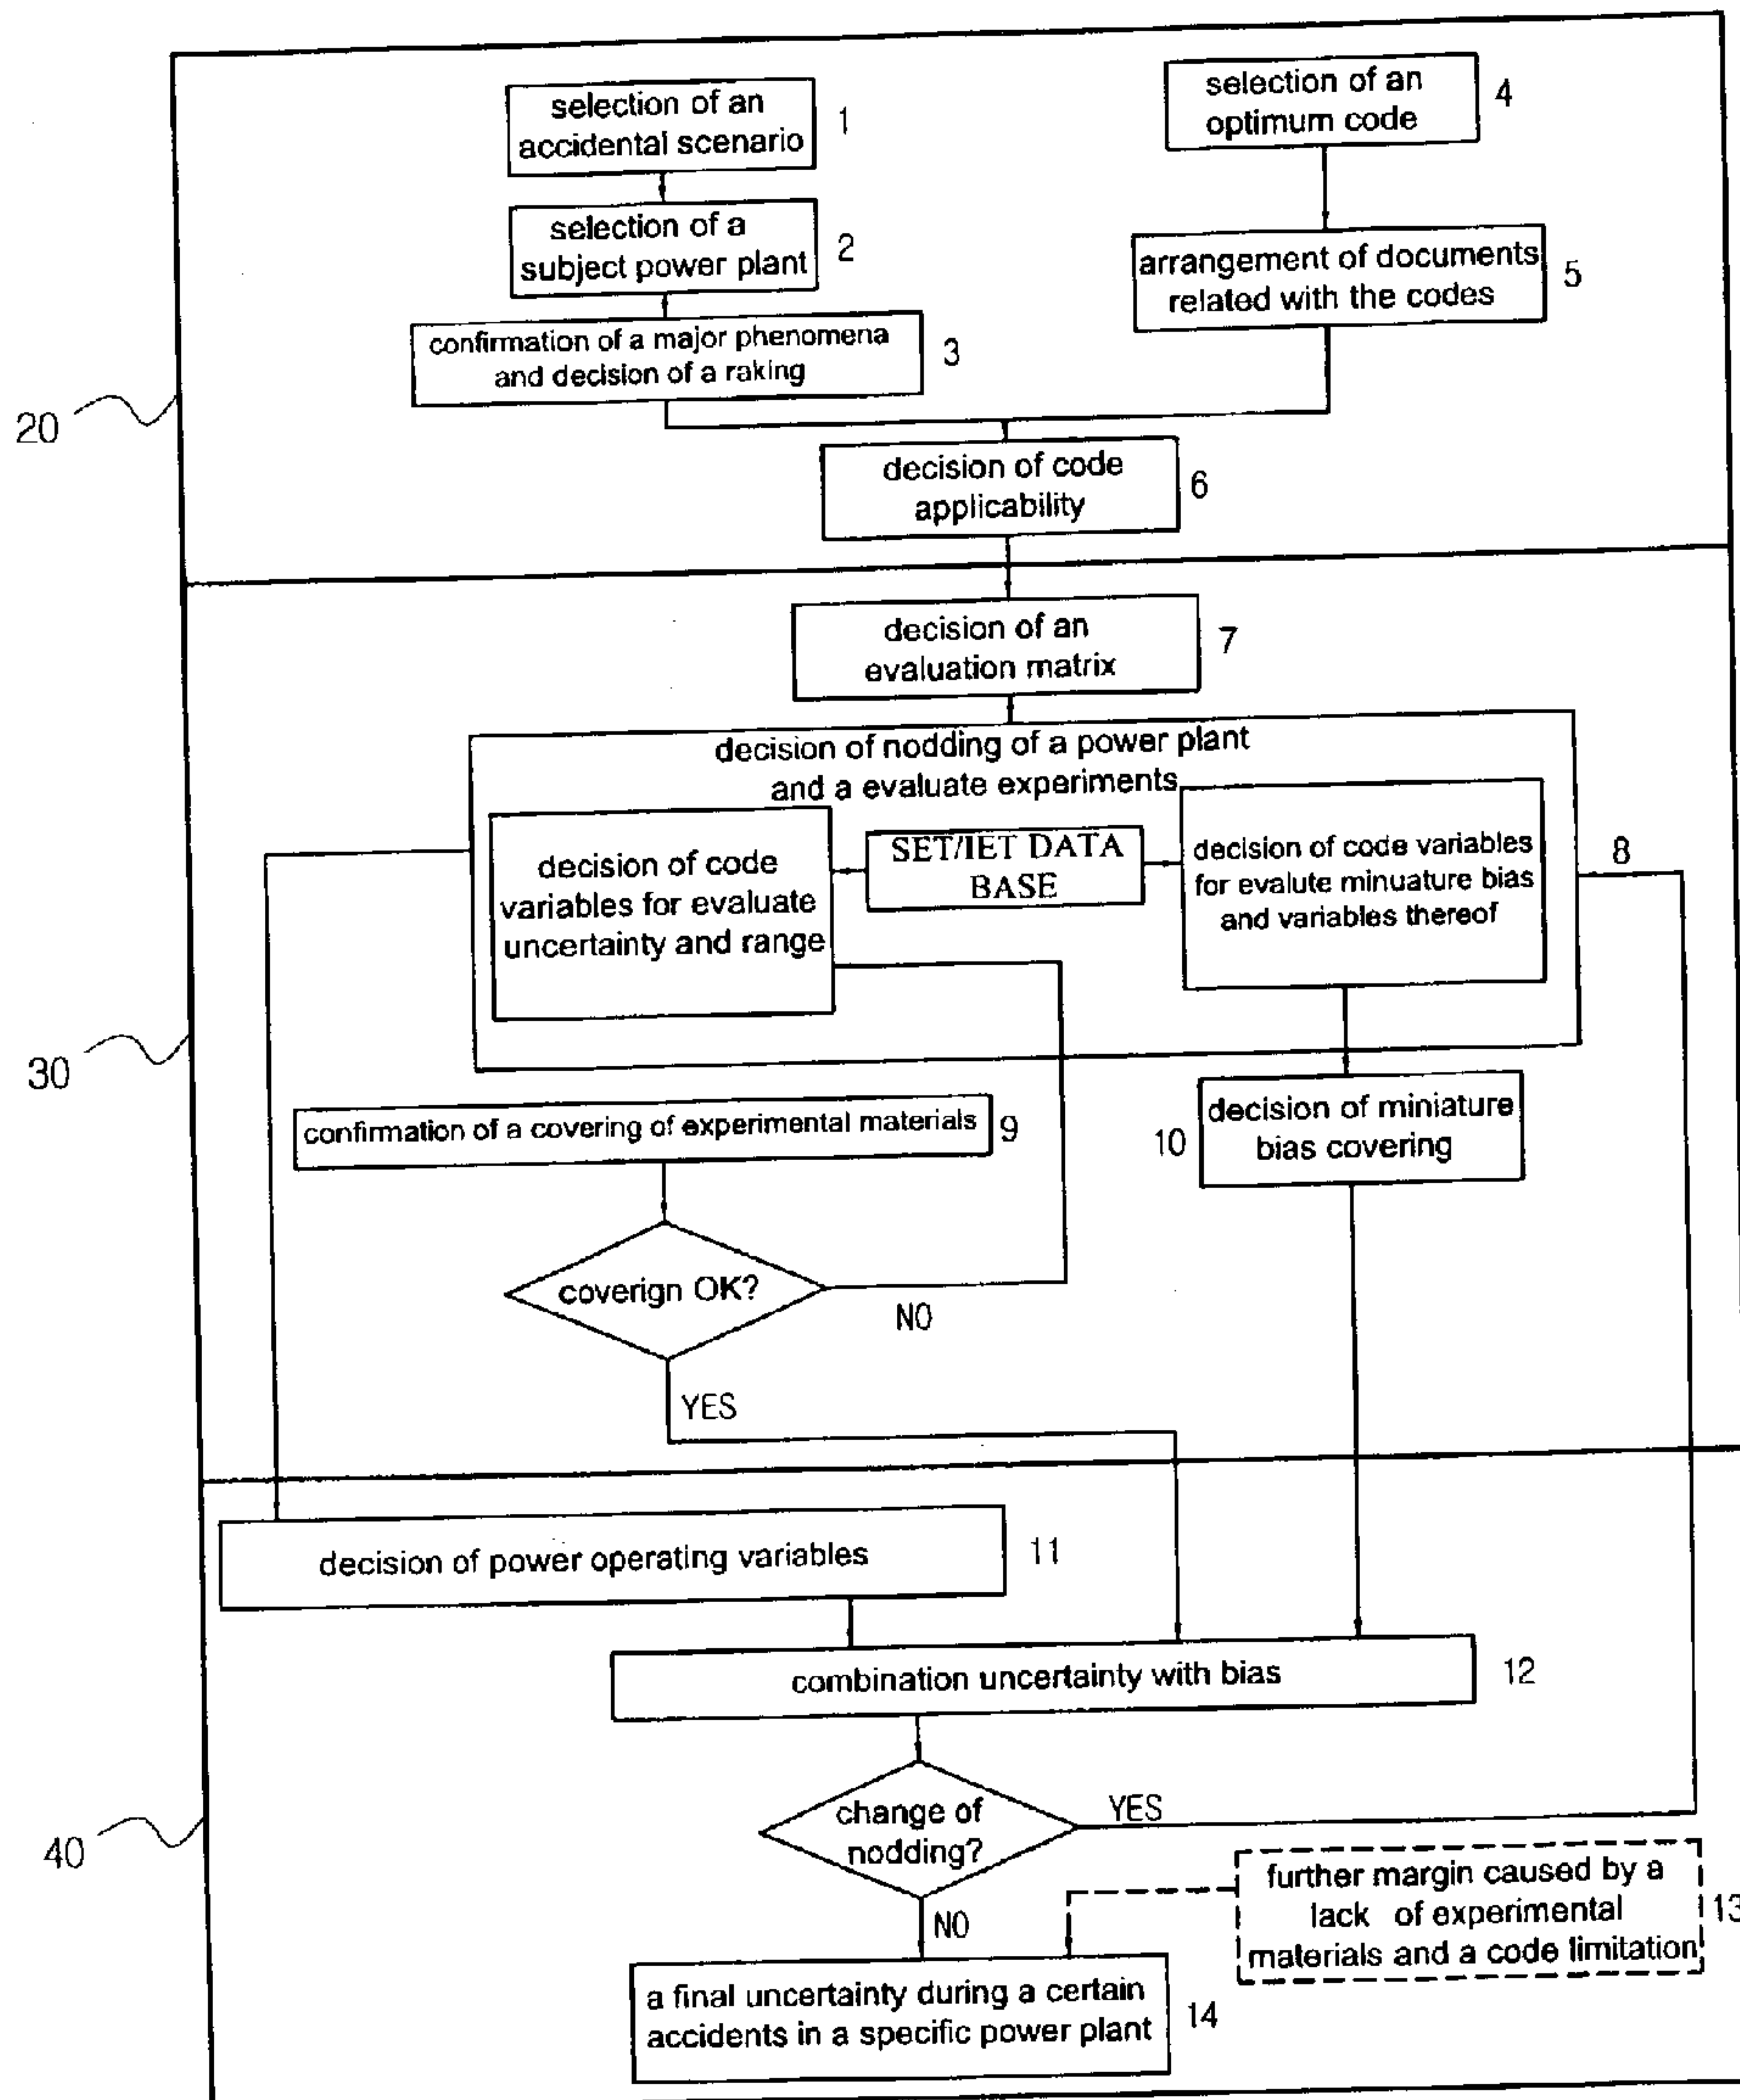 selection of an
accidental scenario
1
selection of a
subject power plant
2
confirmation of a major phenomena
and decision of a raking
3
selection of an
optimum code
4
arrangement of documents
related with the codes
5
20
decision of code
applicability
6
decision of an
evaluation matrix
7
decision of nodding of a power plant
and a evaluate experiments
decision of code
variables for evaluate
uncertainty and range
SET/IET DATA
BASE
decision of code variables
for evalute minuature bias
and variables thereof
8
30
confirmation of a covering of experimental materials
9
10
decision of miniature
bias covering
coverign OK?
NO
YES
decision of power operating variables
11
combination uncertainty with bias
12
change of
nodding?
YES
NO
40
further margin caused by a
lack of experimental
materials and a code limitation
13
a final uncertainty during a certain
accidents in a specific power plant
14